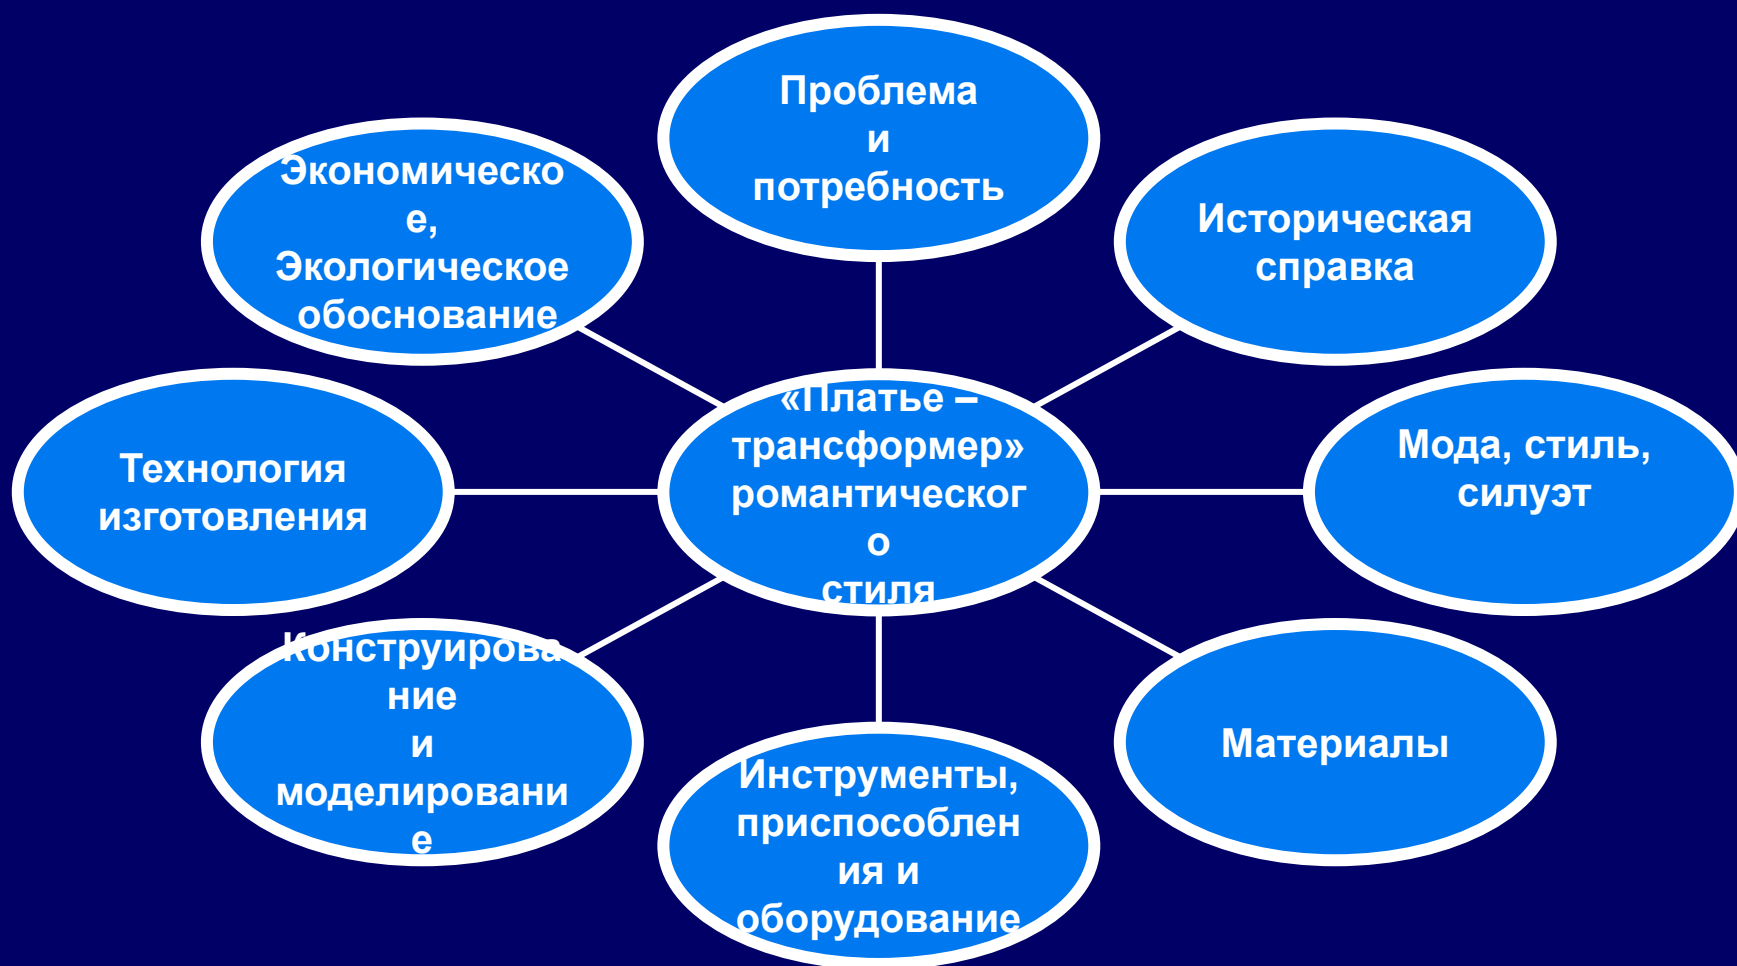 Проблема
и
потребность
Экономическо
е,
Экологическое
обоснование
Историческая
справка
«Платье –
трансформер»
романтическог
о
стиля
Мода, стиль,
силуэт
Технология
изготовления
Конструирова
ние
и
моделировани
е
Материалы
Инструменты,
приспособлен
ия и
оборудование